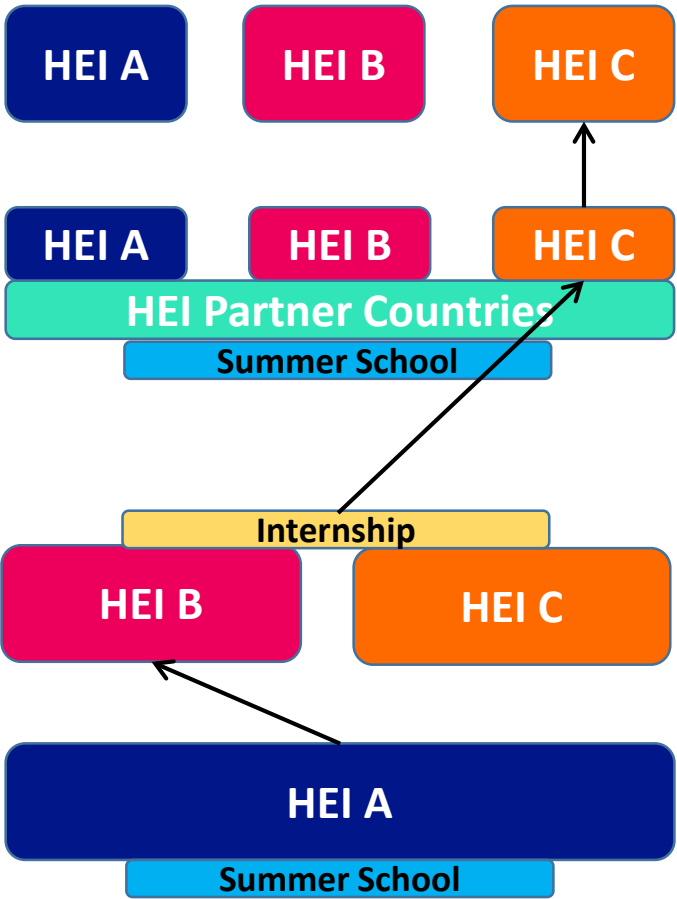 HEI A
HEI B
HEI C
HEI A
HEI B
HEI C
HEI Partner Countries
Summer School
Internship
HEI B
HEI C
HEI A
Summer School